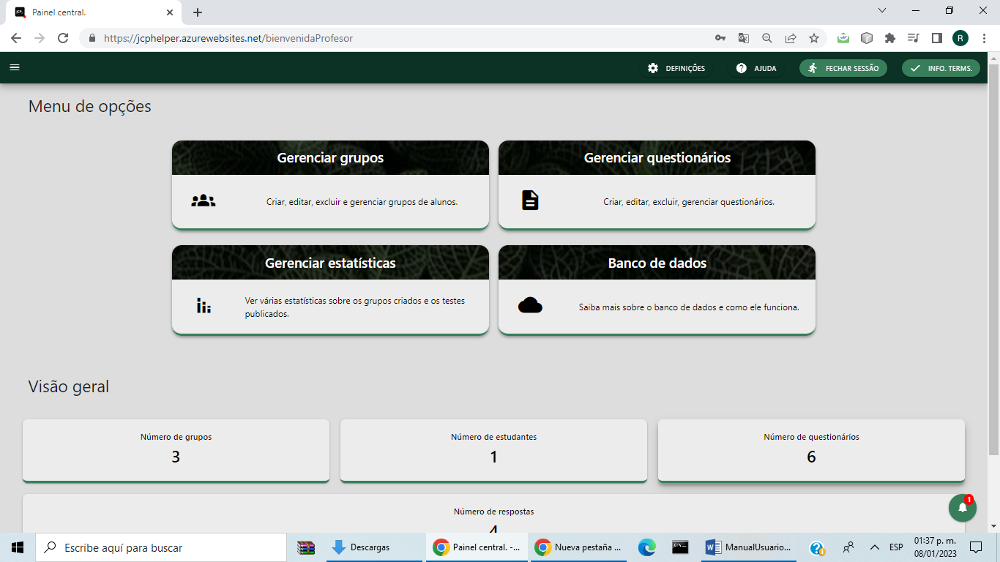 Painel central.
https://jcphelper.azurewebsites.net/bienvenidaProfesor
R
DEFINIÇÕES
AJUDA
FECHAR SESSÃO
INFO. TERMS.
Menu de opções
Gerenciar grupos
Criar, editar, excluir e gerenciar grupos de alunos.
Gerenciar questionários
Criar, editar, excluir, gerenciar questionários.
Gerenciar estatísticas
Ver várias estatísticas sobre os grupos criados e os testes
publicados.
Banco de dados
Saiba mais sobre o banco de dados e como ele funciona.
Visão geral
Número de grupos
3
Número de estudantes
1
Número de questionários
6
Número de respostas
4
1
Escribe aquí para buscar
Descargas
Painel central. -...
Nueva pestaña ...
ManualUsuario...
ESP
01:37 p. m.
08/01/2023